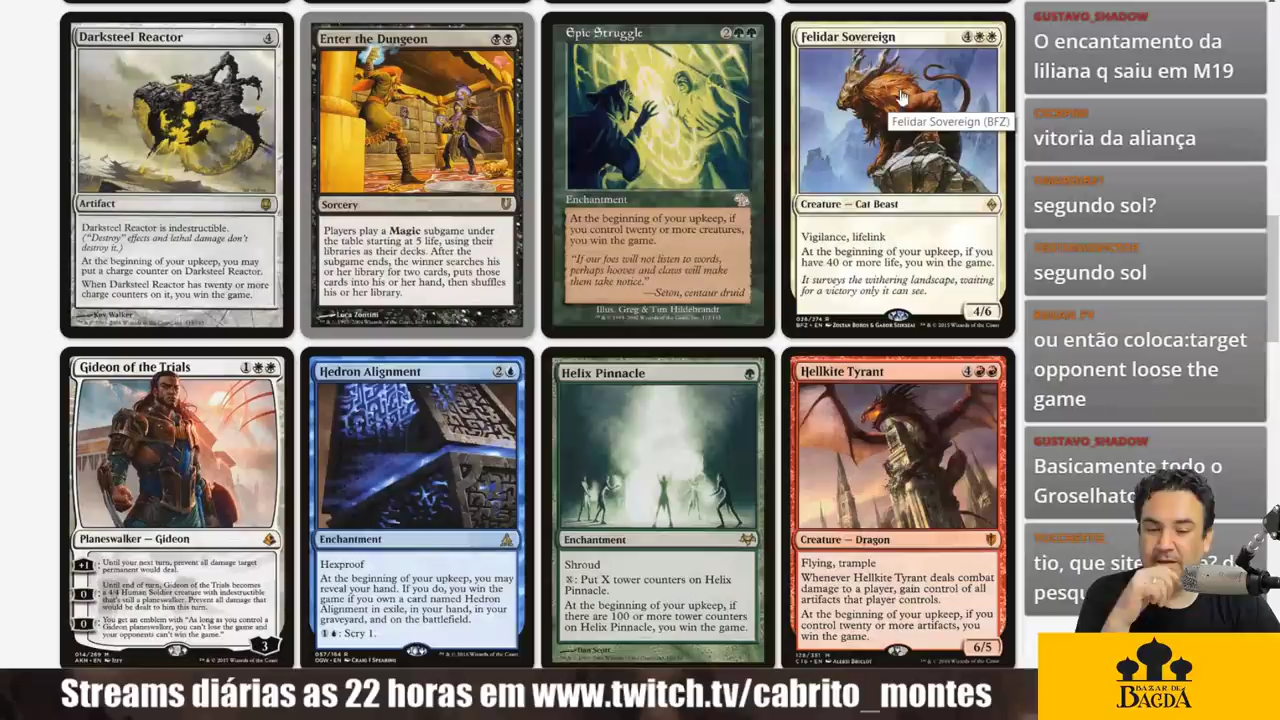 Darksteel Reactor 4
Artifact
Darksteel Reactor is indestructible.
("Destroy" effects and lethal damage don't
destroy it.)
At the beginning of your upkeep, you may
put a charge counter on Darksteel Reactor.
When Darksteel Reactor has twenty or more
charge counters on it, you win the game.
Kev Walker
Enter the Dungeon
Sorcery
Players play a Magic subgame under
the table starting at 5 life, using their
libraries as their decks. After the
subgame ends, the winner searches his
or her library for two cards, puts those
cards into his or her hand, then shuffles
his or her library.
Luca Zontini
Epic Struggle 2
Enchantment
At the beginning of your upkeep, if
you control twenty or more creatures,
you win the game.
"If our foes will not listen to words,
perhaps hooves and claws will make
them take notice."
—Seton, centaur druid
Illus. Greg & Tim Hildebrandt
Felidar Sovereign 4
Felidar Sovereign (BFZ)
Creature — Cat Beast
Vigilance, lifelink
At the beginning of your upkeep, if you
have 40 or more life, you win the game.
It surveys the withering landscape, waiting
for a victory only it can see.
4/6
Gideon of the Trials 1
Planeswalker — Gideon
+1: Until your next turn, prevent all damage target
permanent would deal.
0: Until end of turn, Gideon of the Trials becomes
a 4/4 Human Soldier creature with indestructible
that's still a planeswalker. Prevent all damage that
would be dealt to him this turn.
0: You get an emblem with "As long as you control a
Gideon planeswalker, you can't lose the game and
your opponents can't win the game."
3
Hedron Alignment 2
Enchantment
Hexproof
At the beginning of your upkeep, you may
reveal your hand. If you do, you win the
game if you own a card named Hedron
Alignment in exile, in your hand, in your
graveyard, and on the battlefield.
1: Scry 1.
Helix Pinnacle
Enchantment
Shroud
X: Put X tower counters on Helix
Pinnacle.
At the beginning of your upkeep, if
there are 100 or more tower counters
on Helix Pinnacle, you win the game.
Dan Scott
Hellkite Tyrant 4
Creature — Dragon
Flying, trample
Whenever Hellkite Tyrant deals combat
damage to a player, gain control of all
artifacts that player controls.
At the beginning of your upkeep, if you
control twenty or more artifacts, you
win the game.
6/5
GUSTAVO_SHADOW
O encantamento da
liliana q saiu em M19
vitoria da aliança
segundo sol?
segundo sol
ou então coloca:target
opponent loose the
game
GUSTAVO_SHADOW
Basicamente todo o
tio, que site
Streams diárias as 22 horas em www.twitch.tv/cabrito_montes
BAZAR DE
BAGDÁ